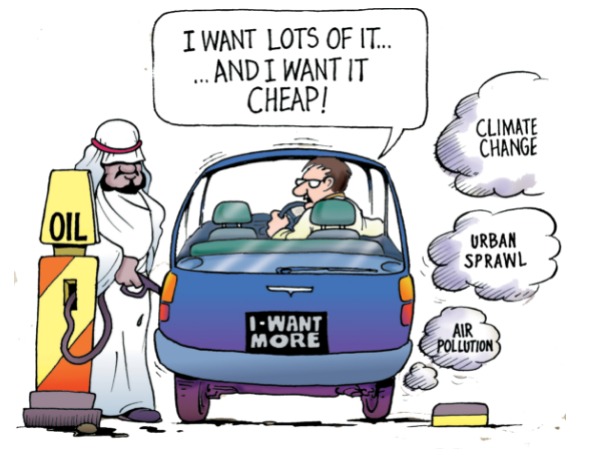 I WANT LOTS OF IT...
...AND I WANT IT
CHEAP!
CLIMATE
CHANGE
OIL
URBAN
SPRAWL
I-WANT
MORE
AIR
POLLUTION